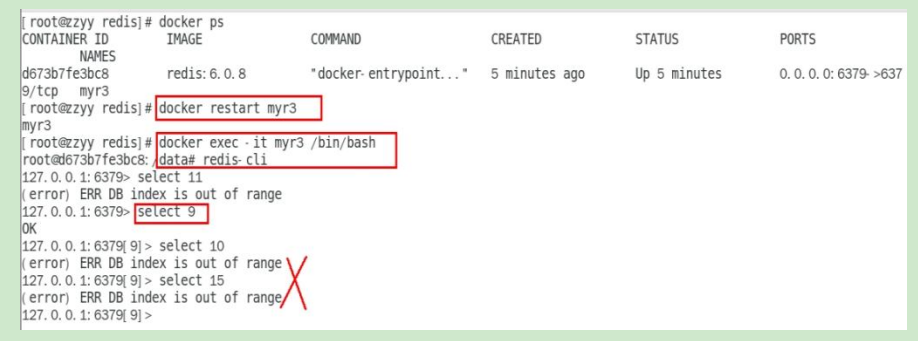 [root@zzyy redis]# docker ps
CONTAINER ID IMAGE COMMAND CREATED STATUS PORTS
NAMES
d673b7fe3bc8 redis:6.0.8 "docker-entrypoint..." 5 minutes ago Up 5 minutes 0.0.0.0:6379->637
9/tcp myr3
[root@zzyy redis]# docker restart myr3
myr3
[root@zzyy redis]# docker exec -it myr3 /bin/bash
root@d673b7fe3bc8:/data# redis-cli
127.0.0.1:6379> select 11
(error) ERR DB index is out of range
127.0.0.1:6379> select 9
OK
127.0.0.1:6379[9]> select 10
(error) ERR DB index is out of range
127.0.0.1:6379[9]> select 15
(error) ERR DB index is out of range
127.0.0.1:6379[9]>